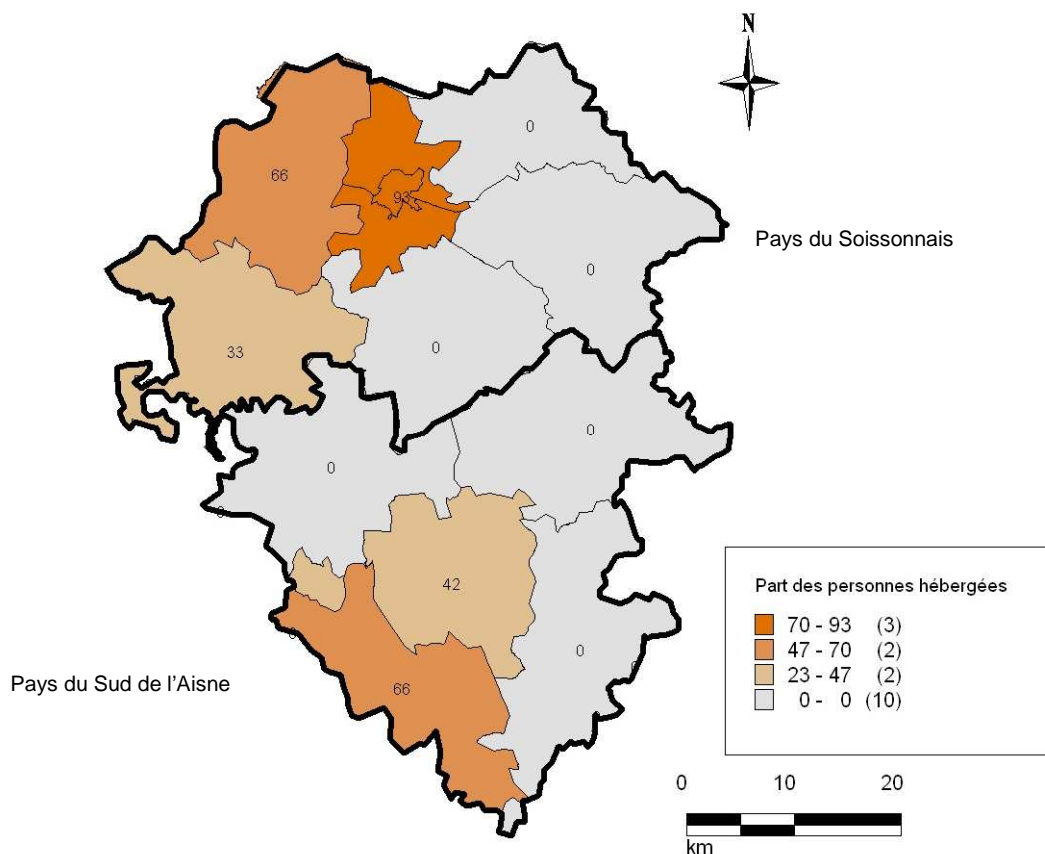 N
0
66
93
Pays du Soissonnais
0
33
0
0
0
42
0
66
Pays du Sud de l'Aisne
Part des personnes hébergées
70 - 93 (3)
47 - 70 (2)
23 - 47 (2)
0 - 0 (10)
0 10 20
km